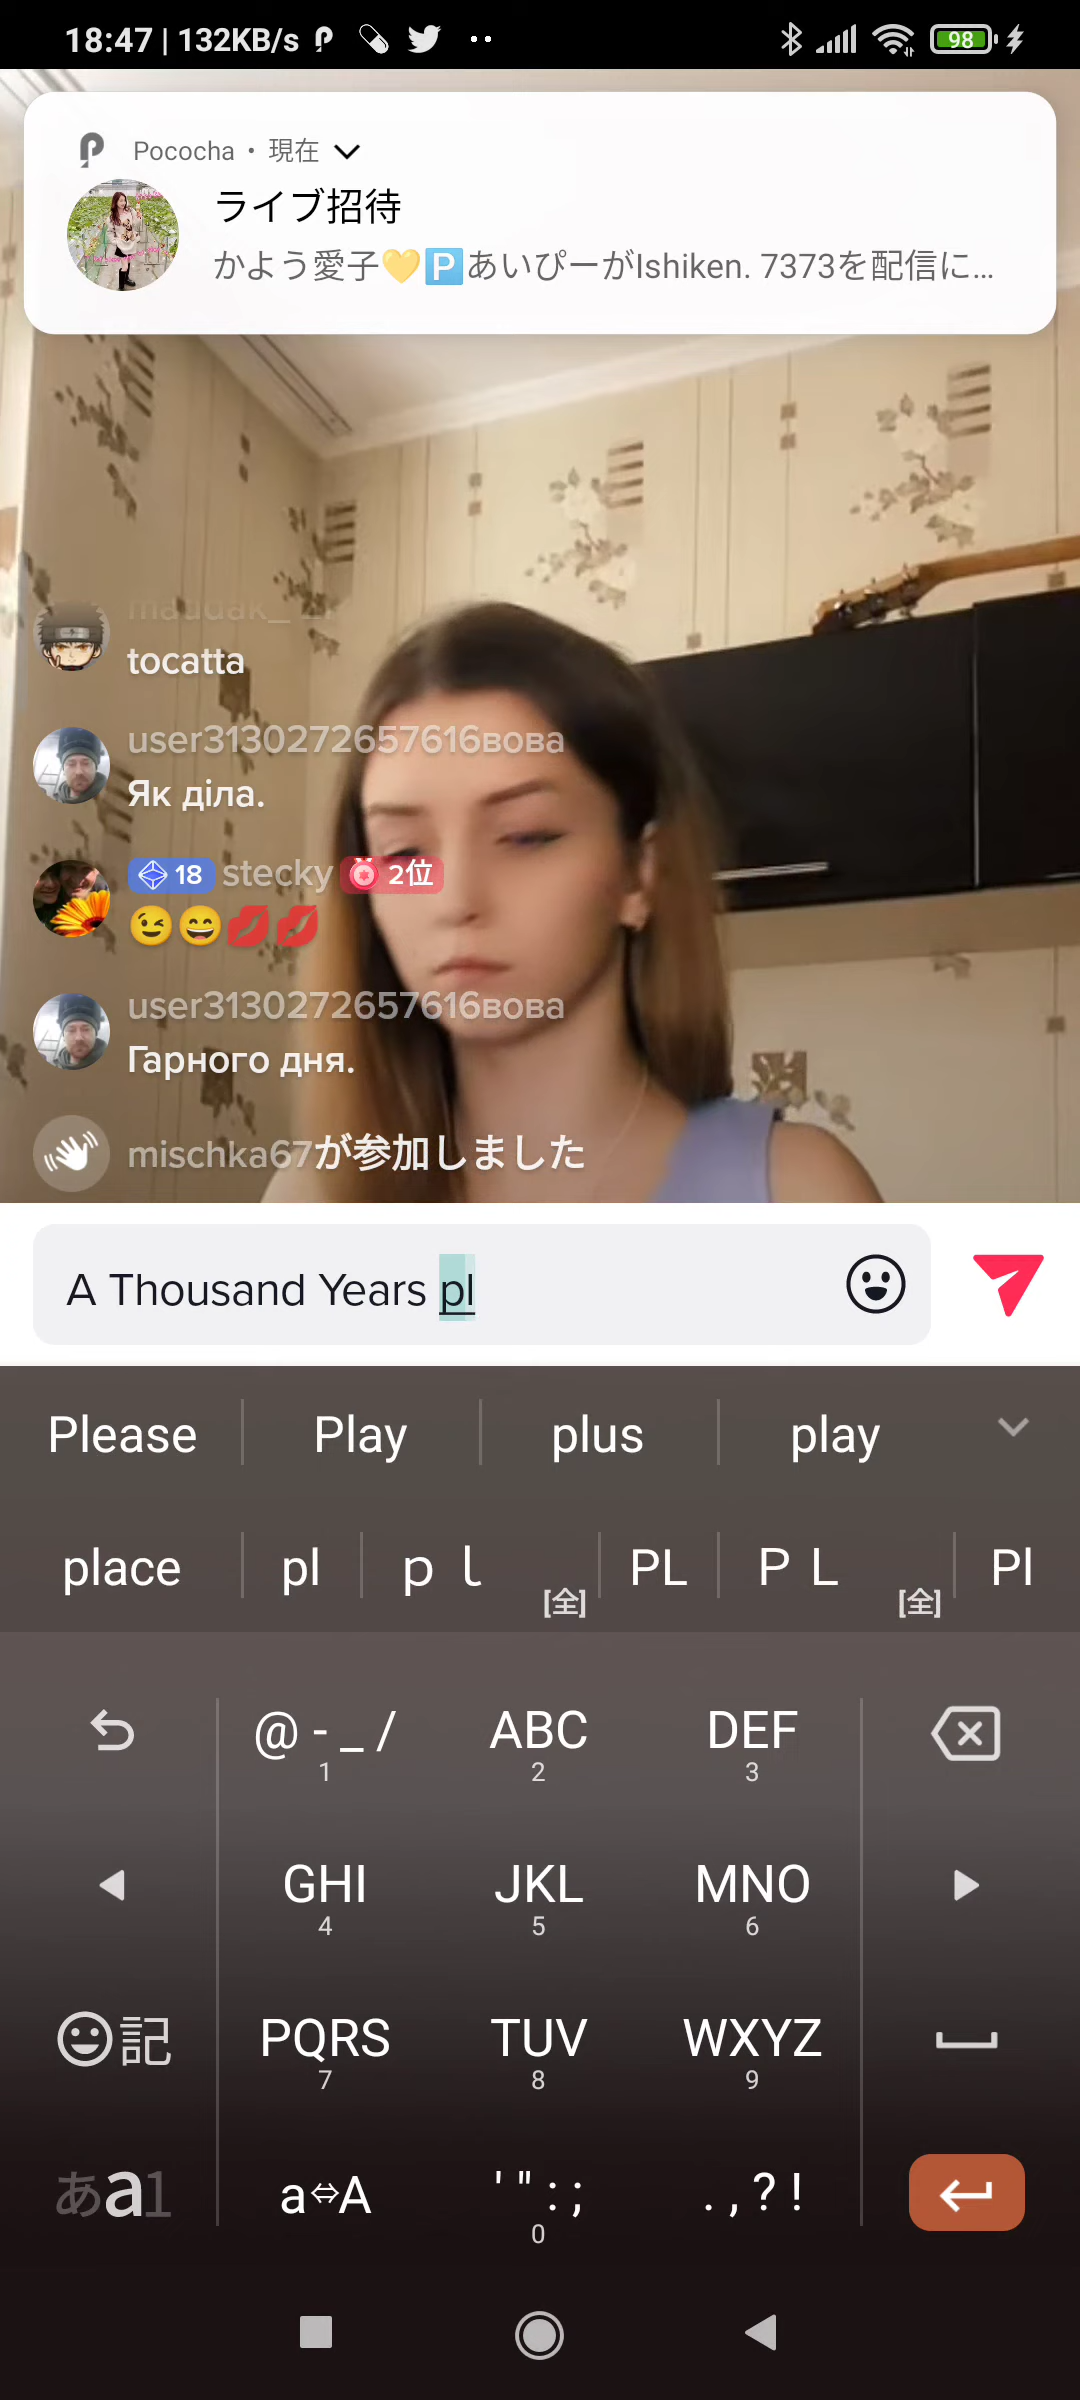 18:47 | 132KB/s
98
Pococha • 現在
ライブ招待
かよう愛子💛🅿️あいぴーがIshiken. 7373を配信に...
tocatta
user3130272657616вова
Як діла.
18 stecky 2位
😉😄💋💋
user3130272657616вова
Гарного дня.
mischka67が参加しました
A Thousand Years pl
Please Play plus play
place pl ｐｌ [全] PL ＰＬ [全] Pl
@-_/ ABC DEF
1 2 3
GHI JKL MNO
4 5 6
記 PQRS TUV WXYZ
7 8 9
あa1 a⇔A ' " : ; . , ? !
0